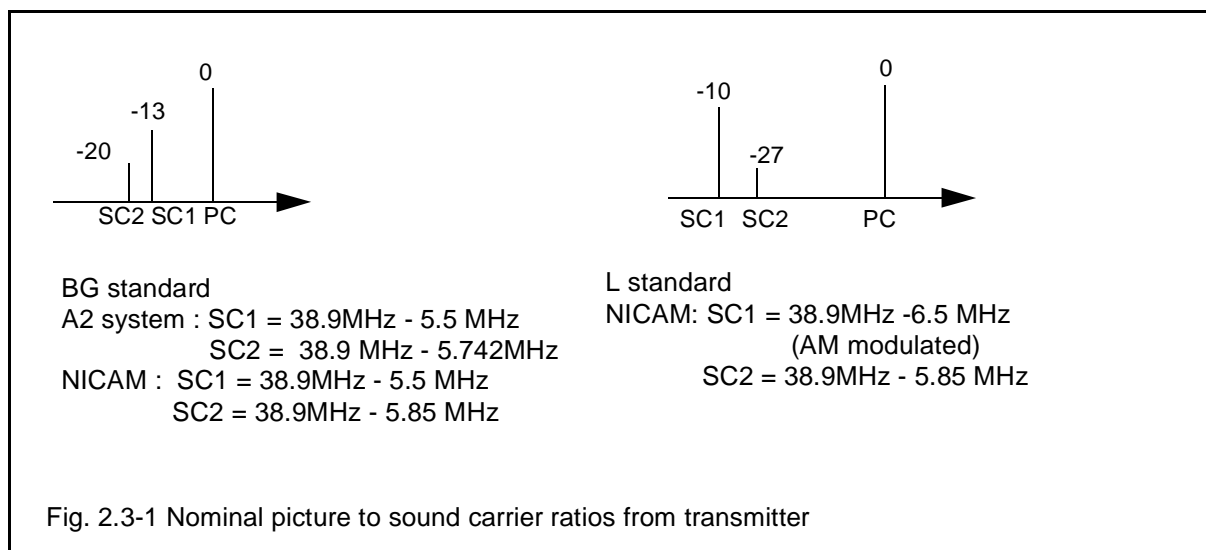 0
-13
-20
SC2 SC1 PC
BG standard
A2 system : SC1 = 38.9MHz - 5.5 MHz
SC2 = 38.9 MHz - 5.742MHz
NICAM : SC1 = 38.9MHz - 5.5 MHz
SC2 = 38.9MHz - 5.85 MHz
0
-10
-27
SC1 SC2 PC
L standard
NICAM: SC1 = 38.9MHz -6.5 MHz
(AM modulated)
SC2 = 38.9MHz - 5.85 MHz
Fig. 2.3-1 Nominal picture to sound carrier ratios from transmitter